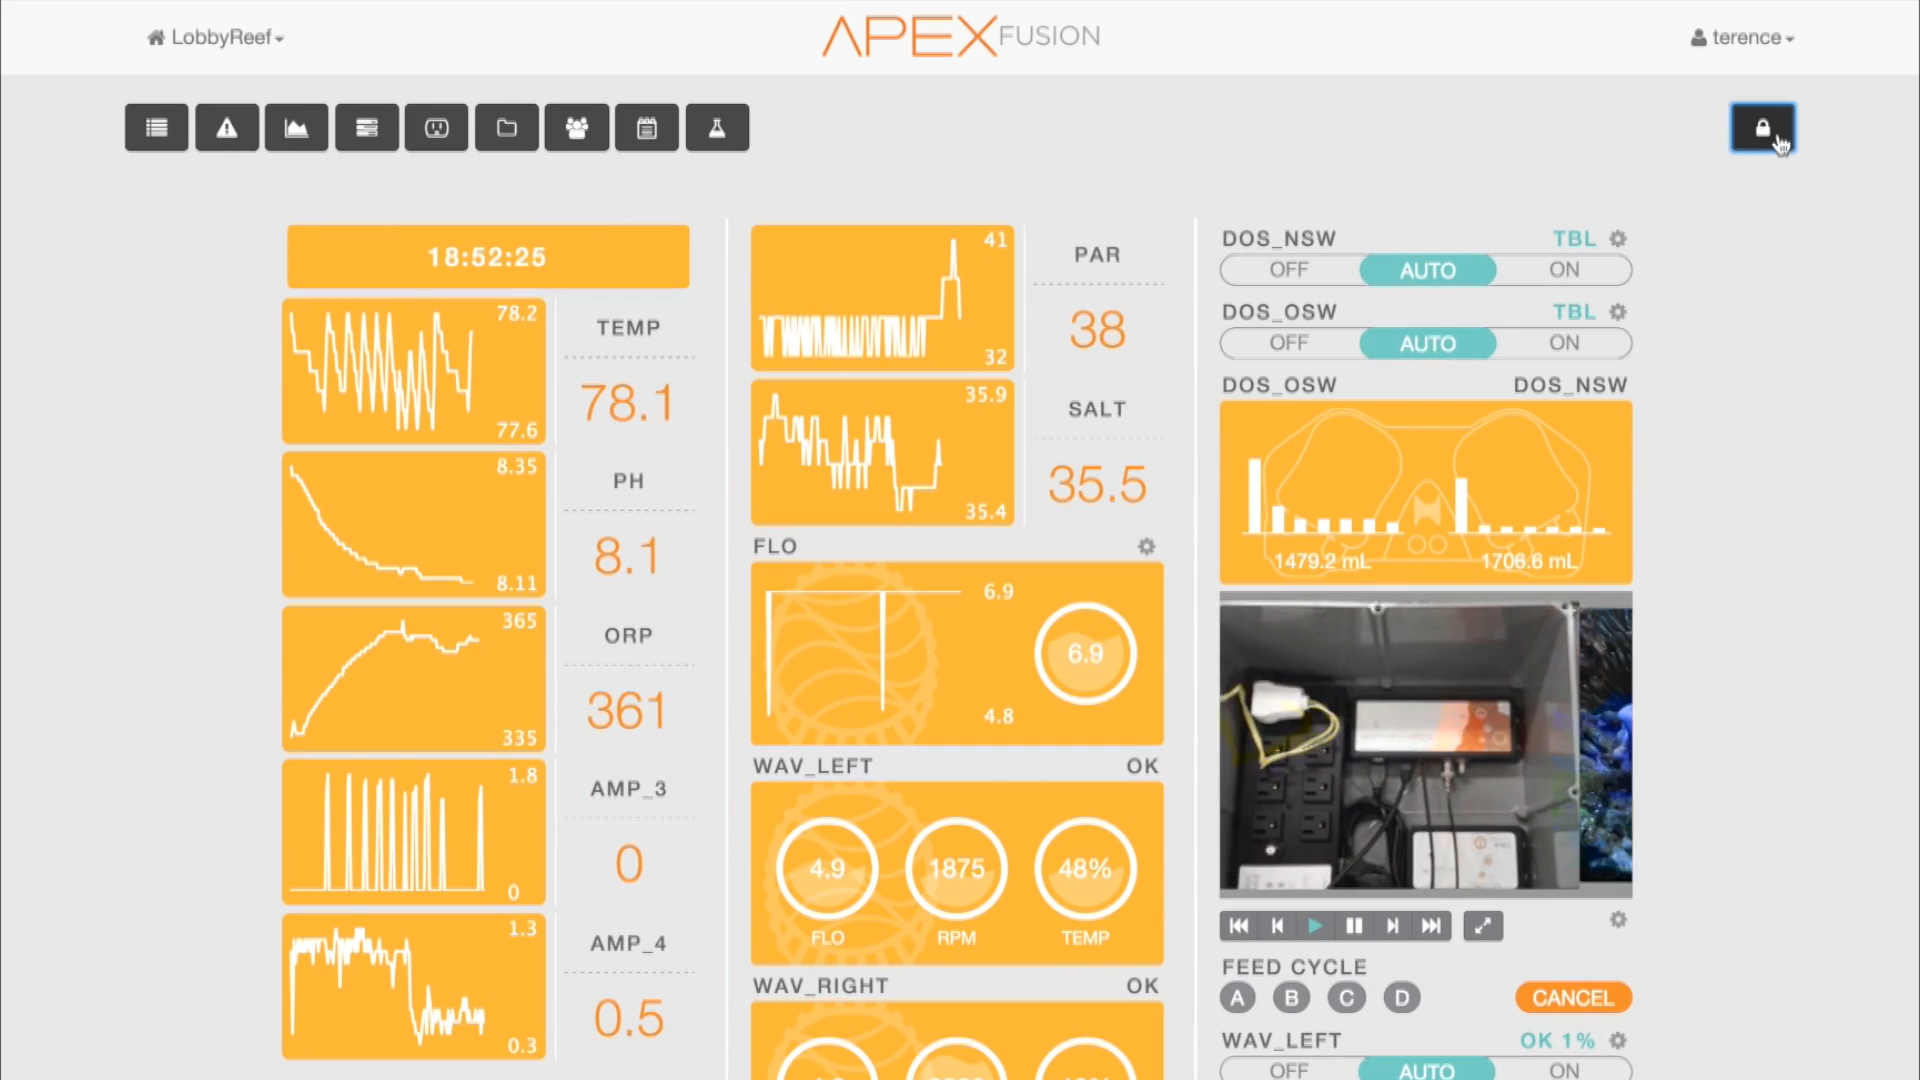 LobbyReef
APEX FUSION
terence
18:52:25
78.2
77.6
TEMP
78.1
8.35
8.11
PH
8.1
365
335
ORP
361
1.8
0
AMP_3
0
1.3
0.3
AMP_4
0.5
41
32
PAR
38
35.9
35.4
SALT
35.5
FLO
6.9
4.8
6.9
WAV_LEFT OK
4.9 1875 48%
FLO RPM TEMP
WAV_RIGHT OK
DOS_NSW TBL
OFF AUTO ON
DOS_OSW TBL
OFF AUTO ON
DOS_OSW DOS_NSW
1479.2 mL 1706.6 mL
FEED CYCLE
A B C D CANCEL
WAV_LEFT OK 1%
OFF AUTO ON